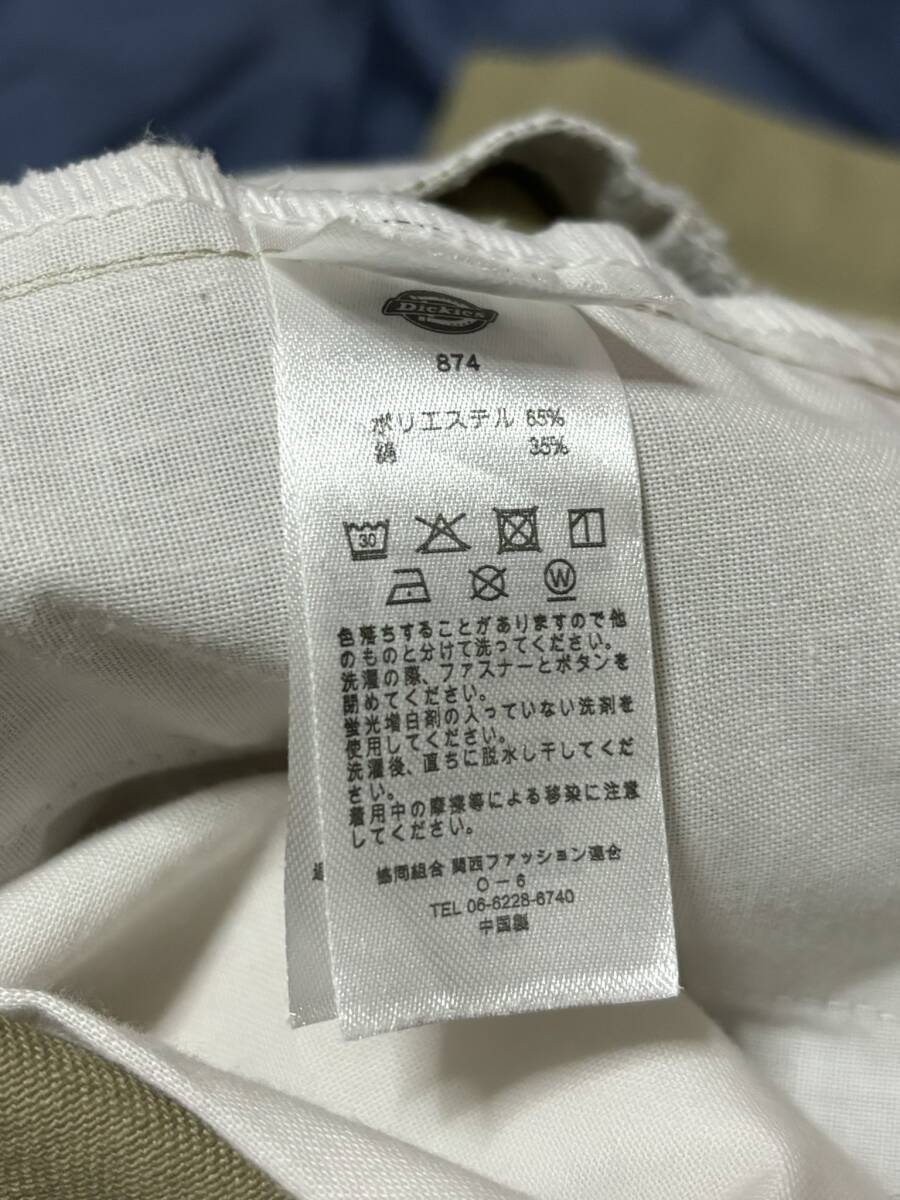 Dickies
874
ポリエステル 65%
綿 35%
30
W
色落ちすることがありますので他
のものと分けて洗ってください。
洗濯の際、ファスナーとボタンを
閉めてください。
蛍光増白剤の入っていない洗剤を
使用してください。
洗濯後、直ちに脱水し干してくだ
さい。
着用中の摩擦等による移染に注意
してください。
協同組合 関西ファッション連合
O-6
TEL 06-6228-6740
中国製